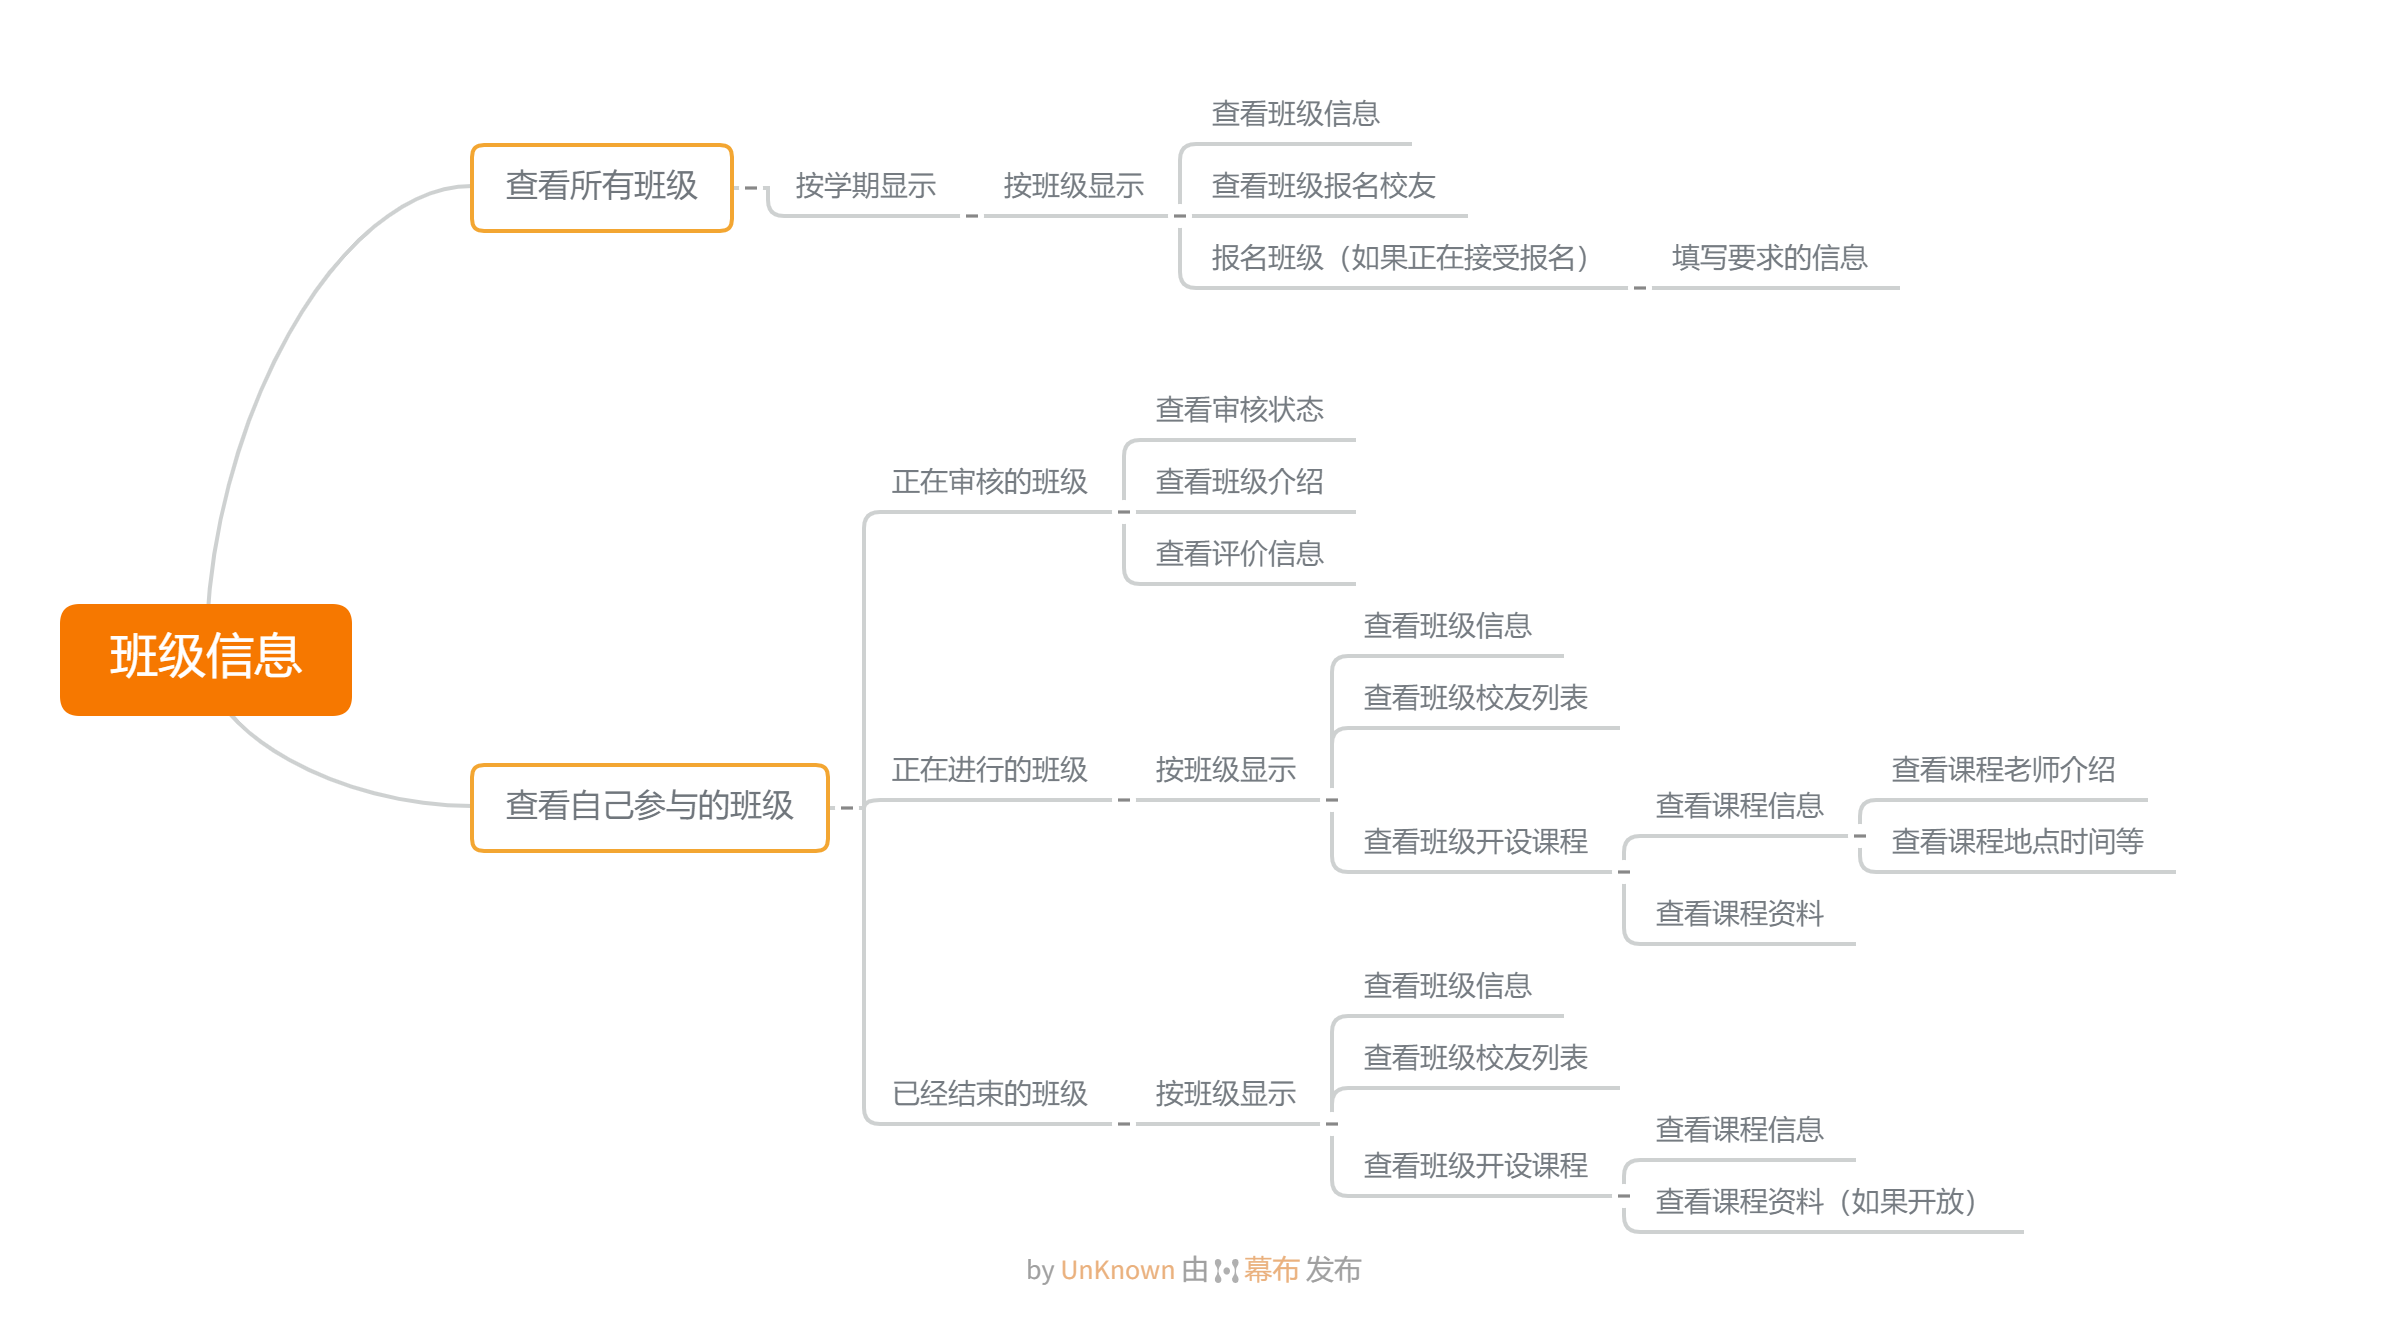 班级信息
查看所有班级
按学期显示
按班级显示
查看班级信息
查看班级报名校友
报名班级（如果正在接受报名）
填写要求的信息
查看自己参与的班级
正在审核的班级
查看审核状态
查看班级介绍
查看评价信息
正在进行的班级
按班级显示
查看班级信息
查看班级校友列表
查看班级开设课程
查看课程信息
查看课程老师介绍
查看课程地点时间等
查看课程资料
已经结束的班级
按班级显示
查看班级信息
查看班级校友列表
查看班级开设课程
查看课程信息
查看课程资料（如果开放）
by UnKnown 由 幕布 发布